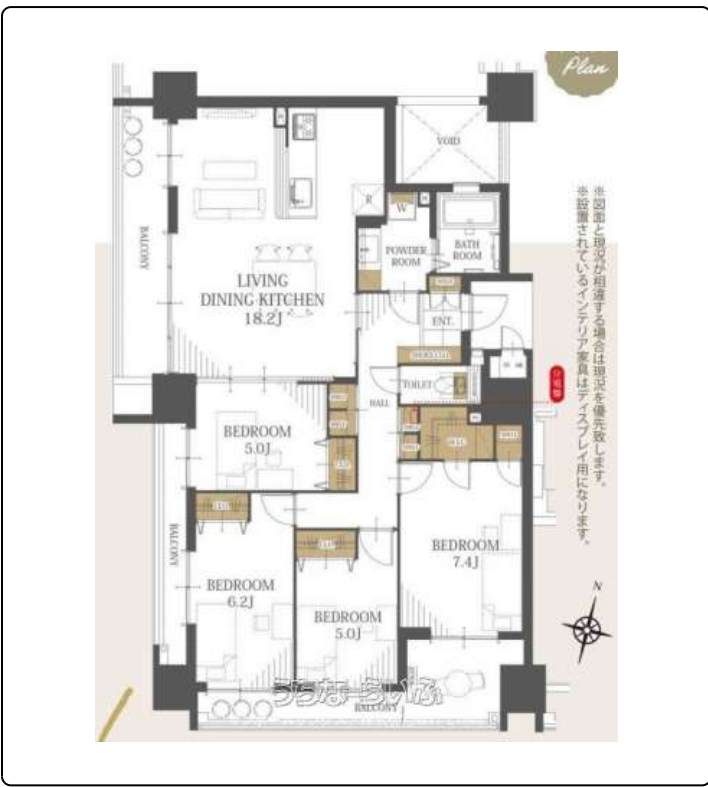 Plan
VOID
R
W
BALCONY
POWDER
ROOM
BATH
ROOM
LIVING
DINING KITCHEN
18.2J
ENT.
TOILET
HALL
分電盤
BEDROOM
5.0J
BALCONY
BEDROOM
7.4J
BEDROOM
6.2J
BEDROOM
5.0J
N
BALCONY
うちなーらいふ
※図面と現況が相違する場合は現況を優先致します。
※設置されているインテリア家具はディスプレイ用になります。